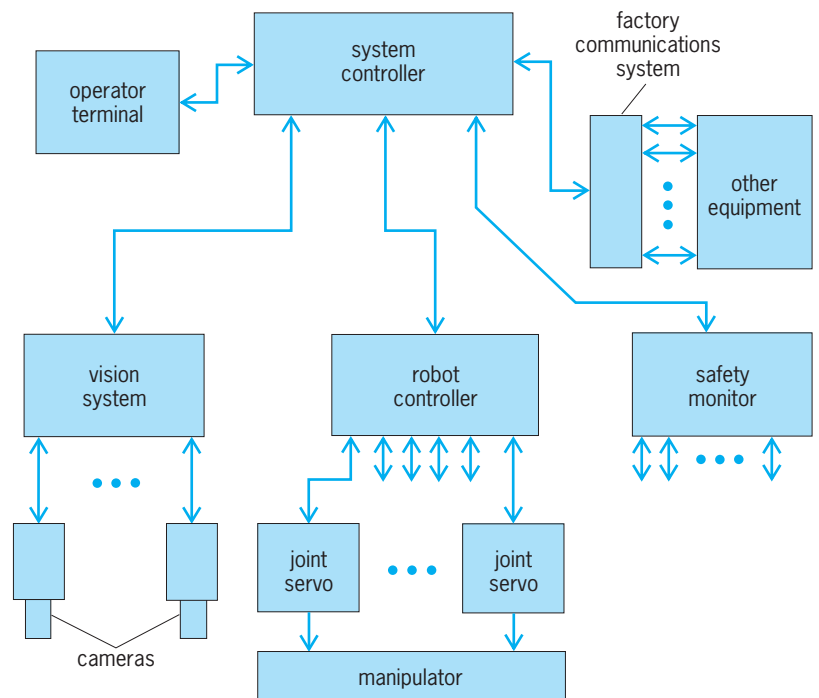 factory
communications
system
system
controller
operator
terminal
other
equipment
vision
system
robot
controller
safety
monitor
joint
servo
joint
servo
cameras
manipulator